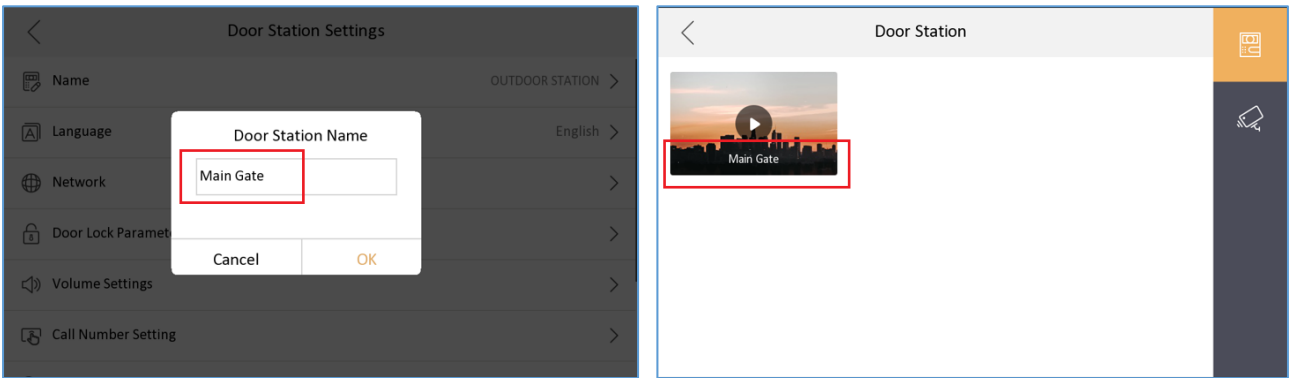 Door Station Settings
Name
OUTDOOR STATION
Language
English
Network
Door Lock Paramet
Volume Settings
Call Number Setting
Door Station Name
Main Gate
Cancel
OK
Door Station
Main Gate